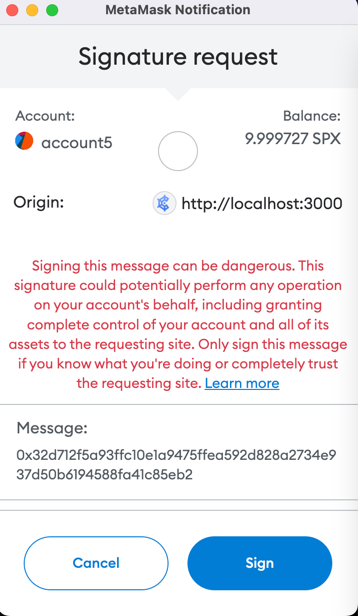 MetaMask Notification
Signature request
Account:
Balance:
account5
9.999727 SPX
Origin:
http://localhost:3000
Signing this message can be dangerous. This
signature could potentially perform any operation
on your account's behalf, including granting
complete control of your account and all of its
assets to the requesting site. Only sign this message
if you know what you're doing or completely trust
the requesting site. Learn more
Message:
0x32d712f5a93ffc10e1a9475ffea592d828a2734e9
37d50b6194588fa41c85eb2
Cancel
Sign